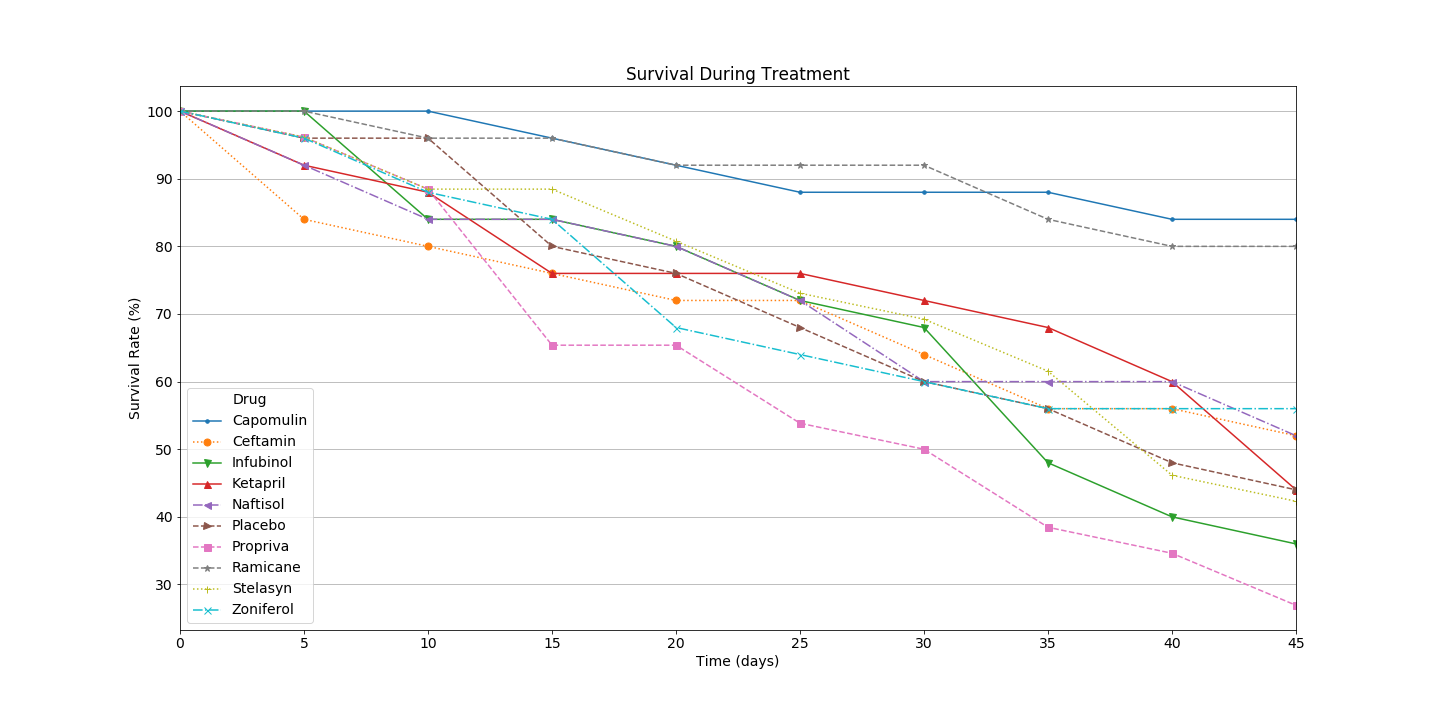 Survival During Treatment
100
90
80
70
60
50
40
30
Survival Rate (%)
Drug
Capomulin
Ceftamin
Infubinol
Ketapril
Naftisol
Placebo
Propriva
Ramicane
Stelasyn
Zoniferol
0 5 10 15 20 25 30 35 40 45
Time (days)